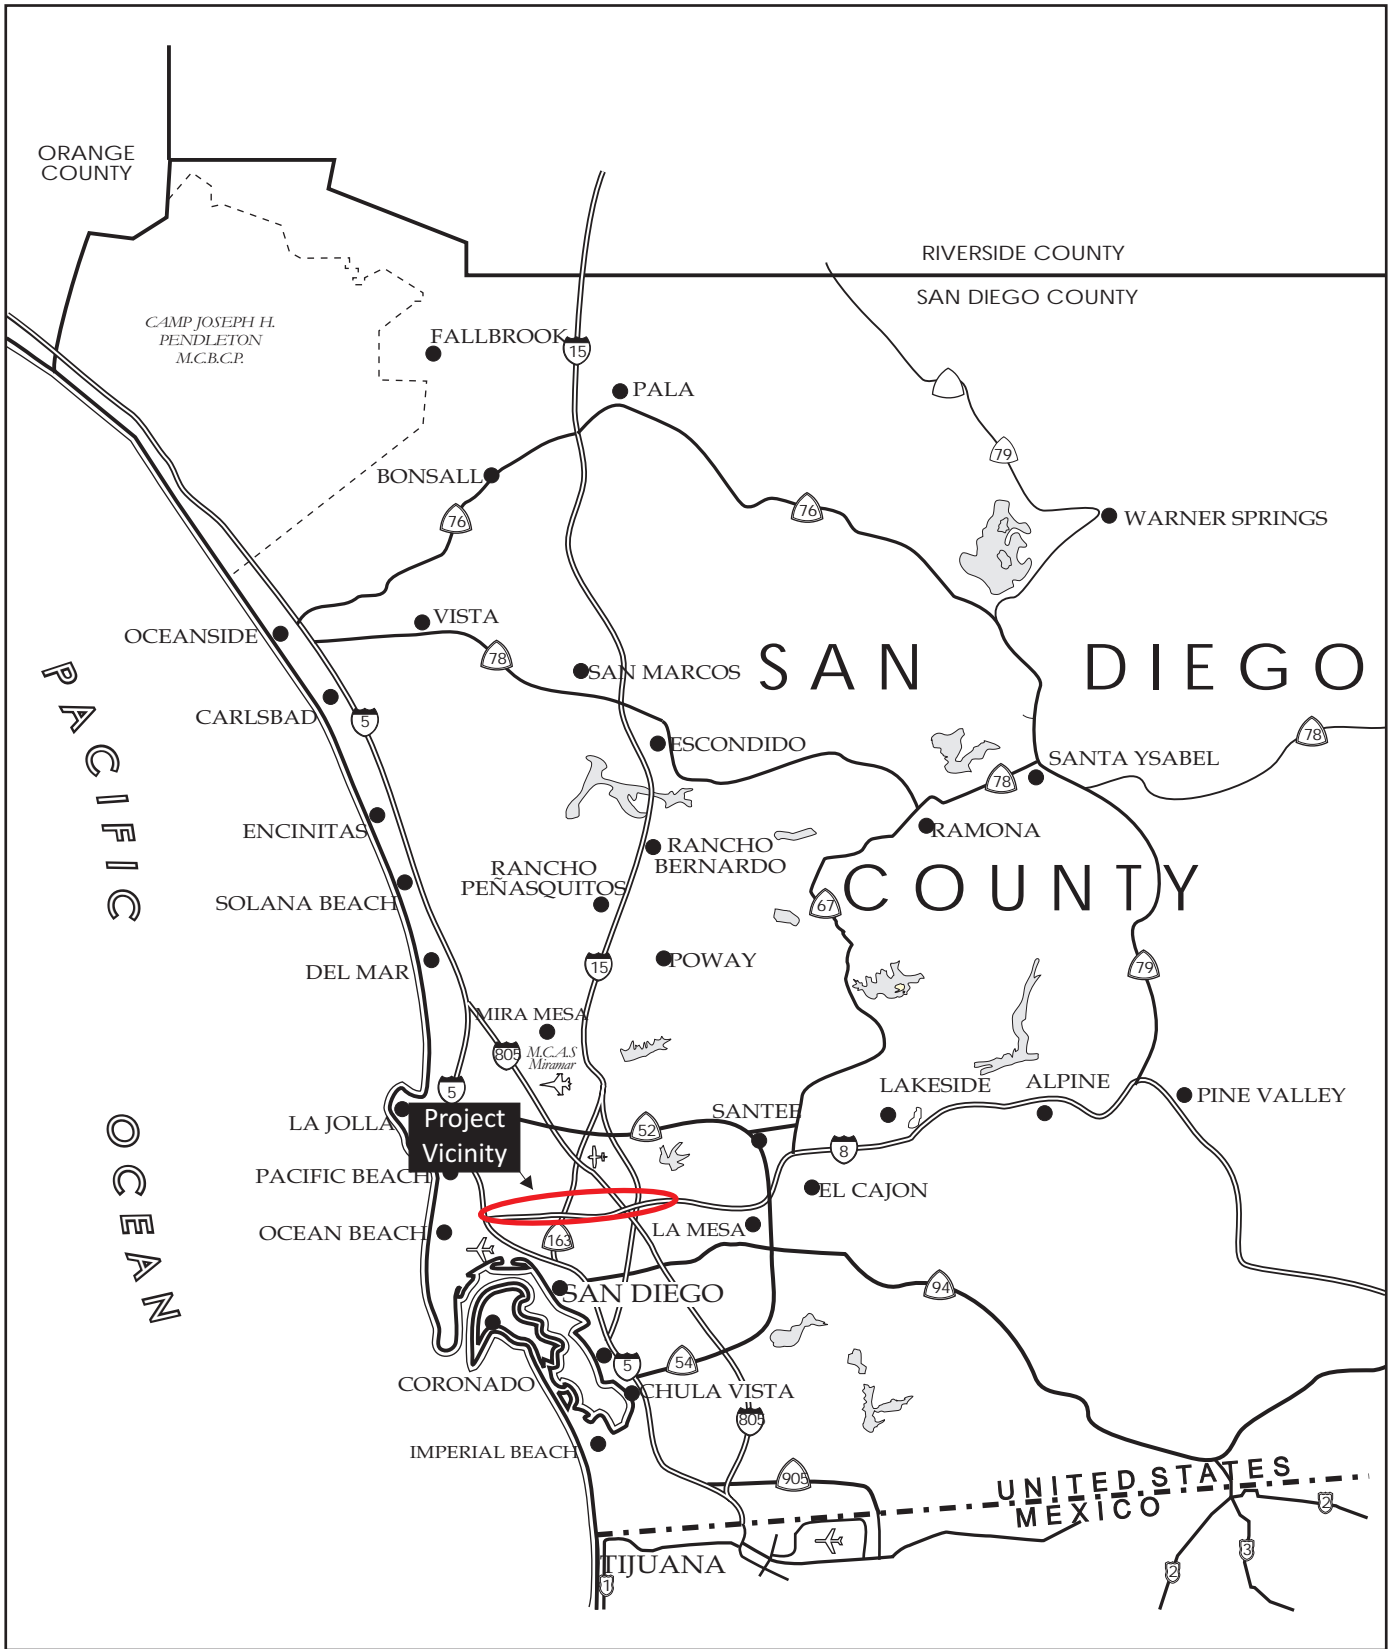 ORANGE
COUNTY
RIVERSIDE COUNTY
SAN DIEGO COUNTY
CAMP JOSEPH H.
PENDLETON
M.C.B.C.P.
FALLBROOK
15
PALA
79
BONSALL
76
76
WARNER SPRINGS
VISTA
OCEANSIDE
78
SAN MARCOS
SAN DIEGO
COUNTY
CARLSBAD
5
ESCONDIDO
78
SANTA YSABEL
78
ENCINITAS
RAMONA
RANCHO
BERNARDO
RANCHO
PEÑASQUITOS
SOLANA BEACH
67
PACIFIC
OCEAN
DEL MAR
15
POWAY
79
MIRA MESA
805
M.C.A.S
Miramar
5
LAKESIDE
ALPINE
PINE VALLEY
LA JOLLA
Project
Vicinity
52
SANTEE
8
PACIFIC BEACH
EL CAJON
OCEAN BEACH
163
LA MESA
SAN DIEGO
94
CORONADO
5
54
CHULA VISTA
805
IMPERIAL BEACH
905
UNITED STATES
MEXICO
2
TIJUANA
1
2
3